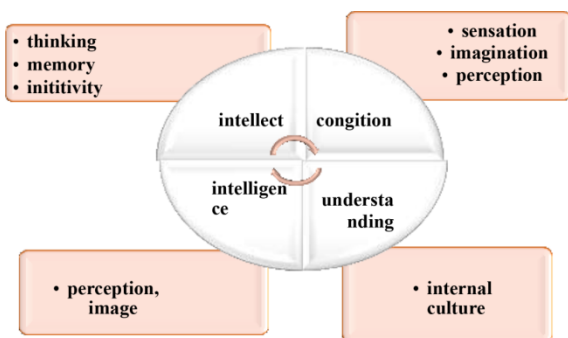 • thinking
• memory
• inititivity
• sensation
• imagination
• perception
intellect
congition
intelligen
ce
understa
nding
• perception,
image
• internal
culture